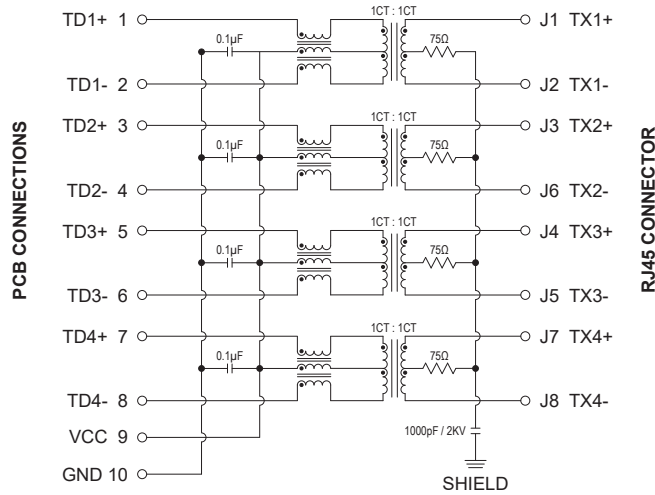 PCB CONNECTIONS
RJ45 CONNECTOR
TD1+ 1
1CT : 1CT
J1 TX1+
0.1µF
75Ω
TD1- 2
J2 TX1-
TD2+ 3
1CT : 1CT
J3 TX2+
0.1µF
75Ω
TD2- 4
J6 TX2-
TD3+ 5
1CT : 1CT
J4 TX3+
0.1µF
75Ω
TD3- 6
J5 TX3-
TD4+ 7
1CT : 1CT
J7 TX4+
0.1µF
75Ω
TD4- 8
J8 TX4-
VCC 9
1000pF / 2KV
GND 10
SHIELD